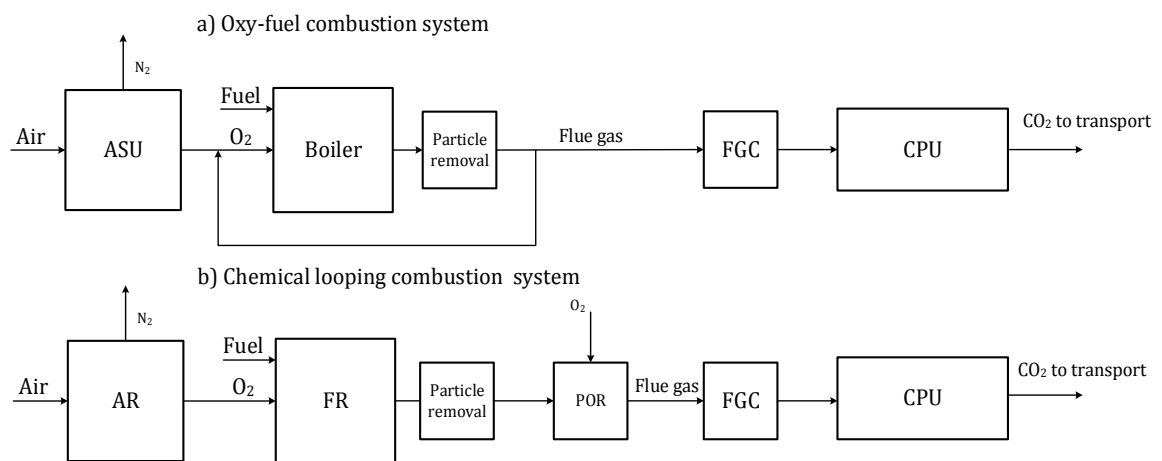 a) Oxy-fuel combustion system
N₂
Fuel
Air
ASU
O₂
Boiler
Particle
removal
Flue gas
FGC
CPU
CO₂ to transport
b) Chemical looping combustion system
N₂
O₂
Fuel
Air
AR
O₂
FR
Particle
removal
POR
Flue gas
FGC
CPU
CO₂ to transport